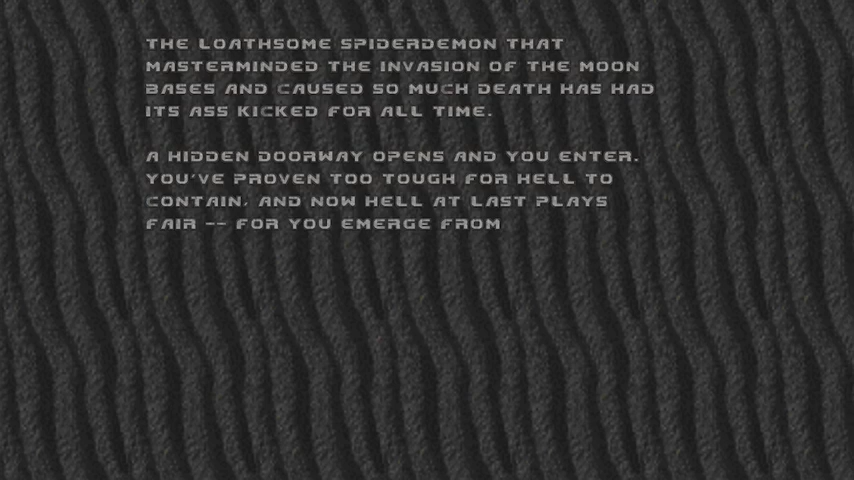 THE LOATHSOME SPIDERDEMON THAT
MASTERMINDED THE INVASION OF THE MOON
BASES AND CAUSED SO MUCH DEATH HAS HAD
ITS ASS KICKED FOR ALL TIME.
A HIDDEN DOORWAY OPENS AND YOU ENTER.
YOU'VE PROVEN TOO TOUGH FOR HELL TO
CONTAIN, AND NOW HELL AT LAST PLAYS
FAIR -- FOR YOU EMERGE FROM